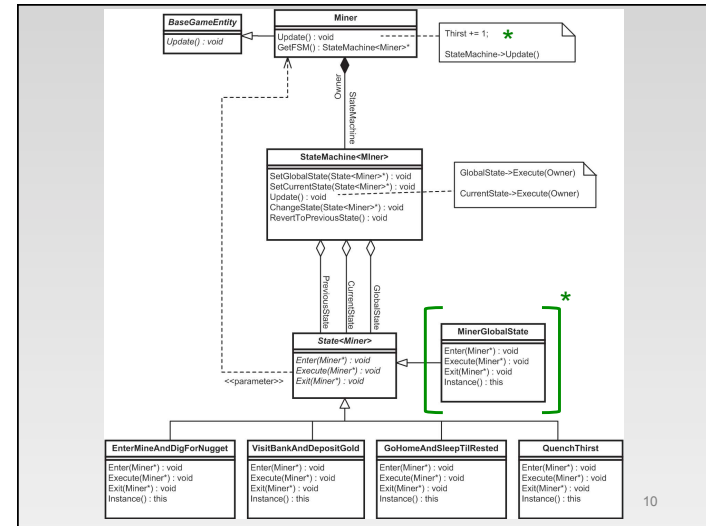 BaseGameEntity
Update() : void
Miner
Update() : void
GetFSM() : StateMachine<Miner>*
Thirst += 1; *
StateMachine->Update()
Owner
StateMachine
StateMachine<MIner>
SetGlobalState(State<Miner>*) : void
SetCurrentState(State<Miner>*) : void
Update() : void
ChangeState(State<Miner>*) : void
RevertToPreviousState() : void
GlobalState->Execute(Owner)
CurrentState->Execute(Owner)
PreviousState
CurrentState
GlobalState
*
State<Miner>
Enter(Miner*) : void
Execute(Miner*) : void
Exit(Miner*) : void
MinerGlobalState
Enter(Miner*) : void
Execute(Miner*) : void
Exit(Miner*) : void
Instance() : this
<<parameter>>
EnterMineAndDigForNugget
Enter(Miner*) : void
Execute(Miner*) : void
Exit(Miner*) : void
Instance() : this
VisitBankAndDepositGold
Enter(Miner*) : void
Execute(Miner*) : void
Exit(Miner*) : void
Instance() : this
GoHomeAndSleepTilRested
Enter(Miner*) : void
Execute(Miner*) : void
Exit(Miner*) : void
Instance() : this
QuenchThirst
Enter(Miner*) : void
Execute(Miner*) : void
Exit(Miner*) : void
Instance() : this
10